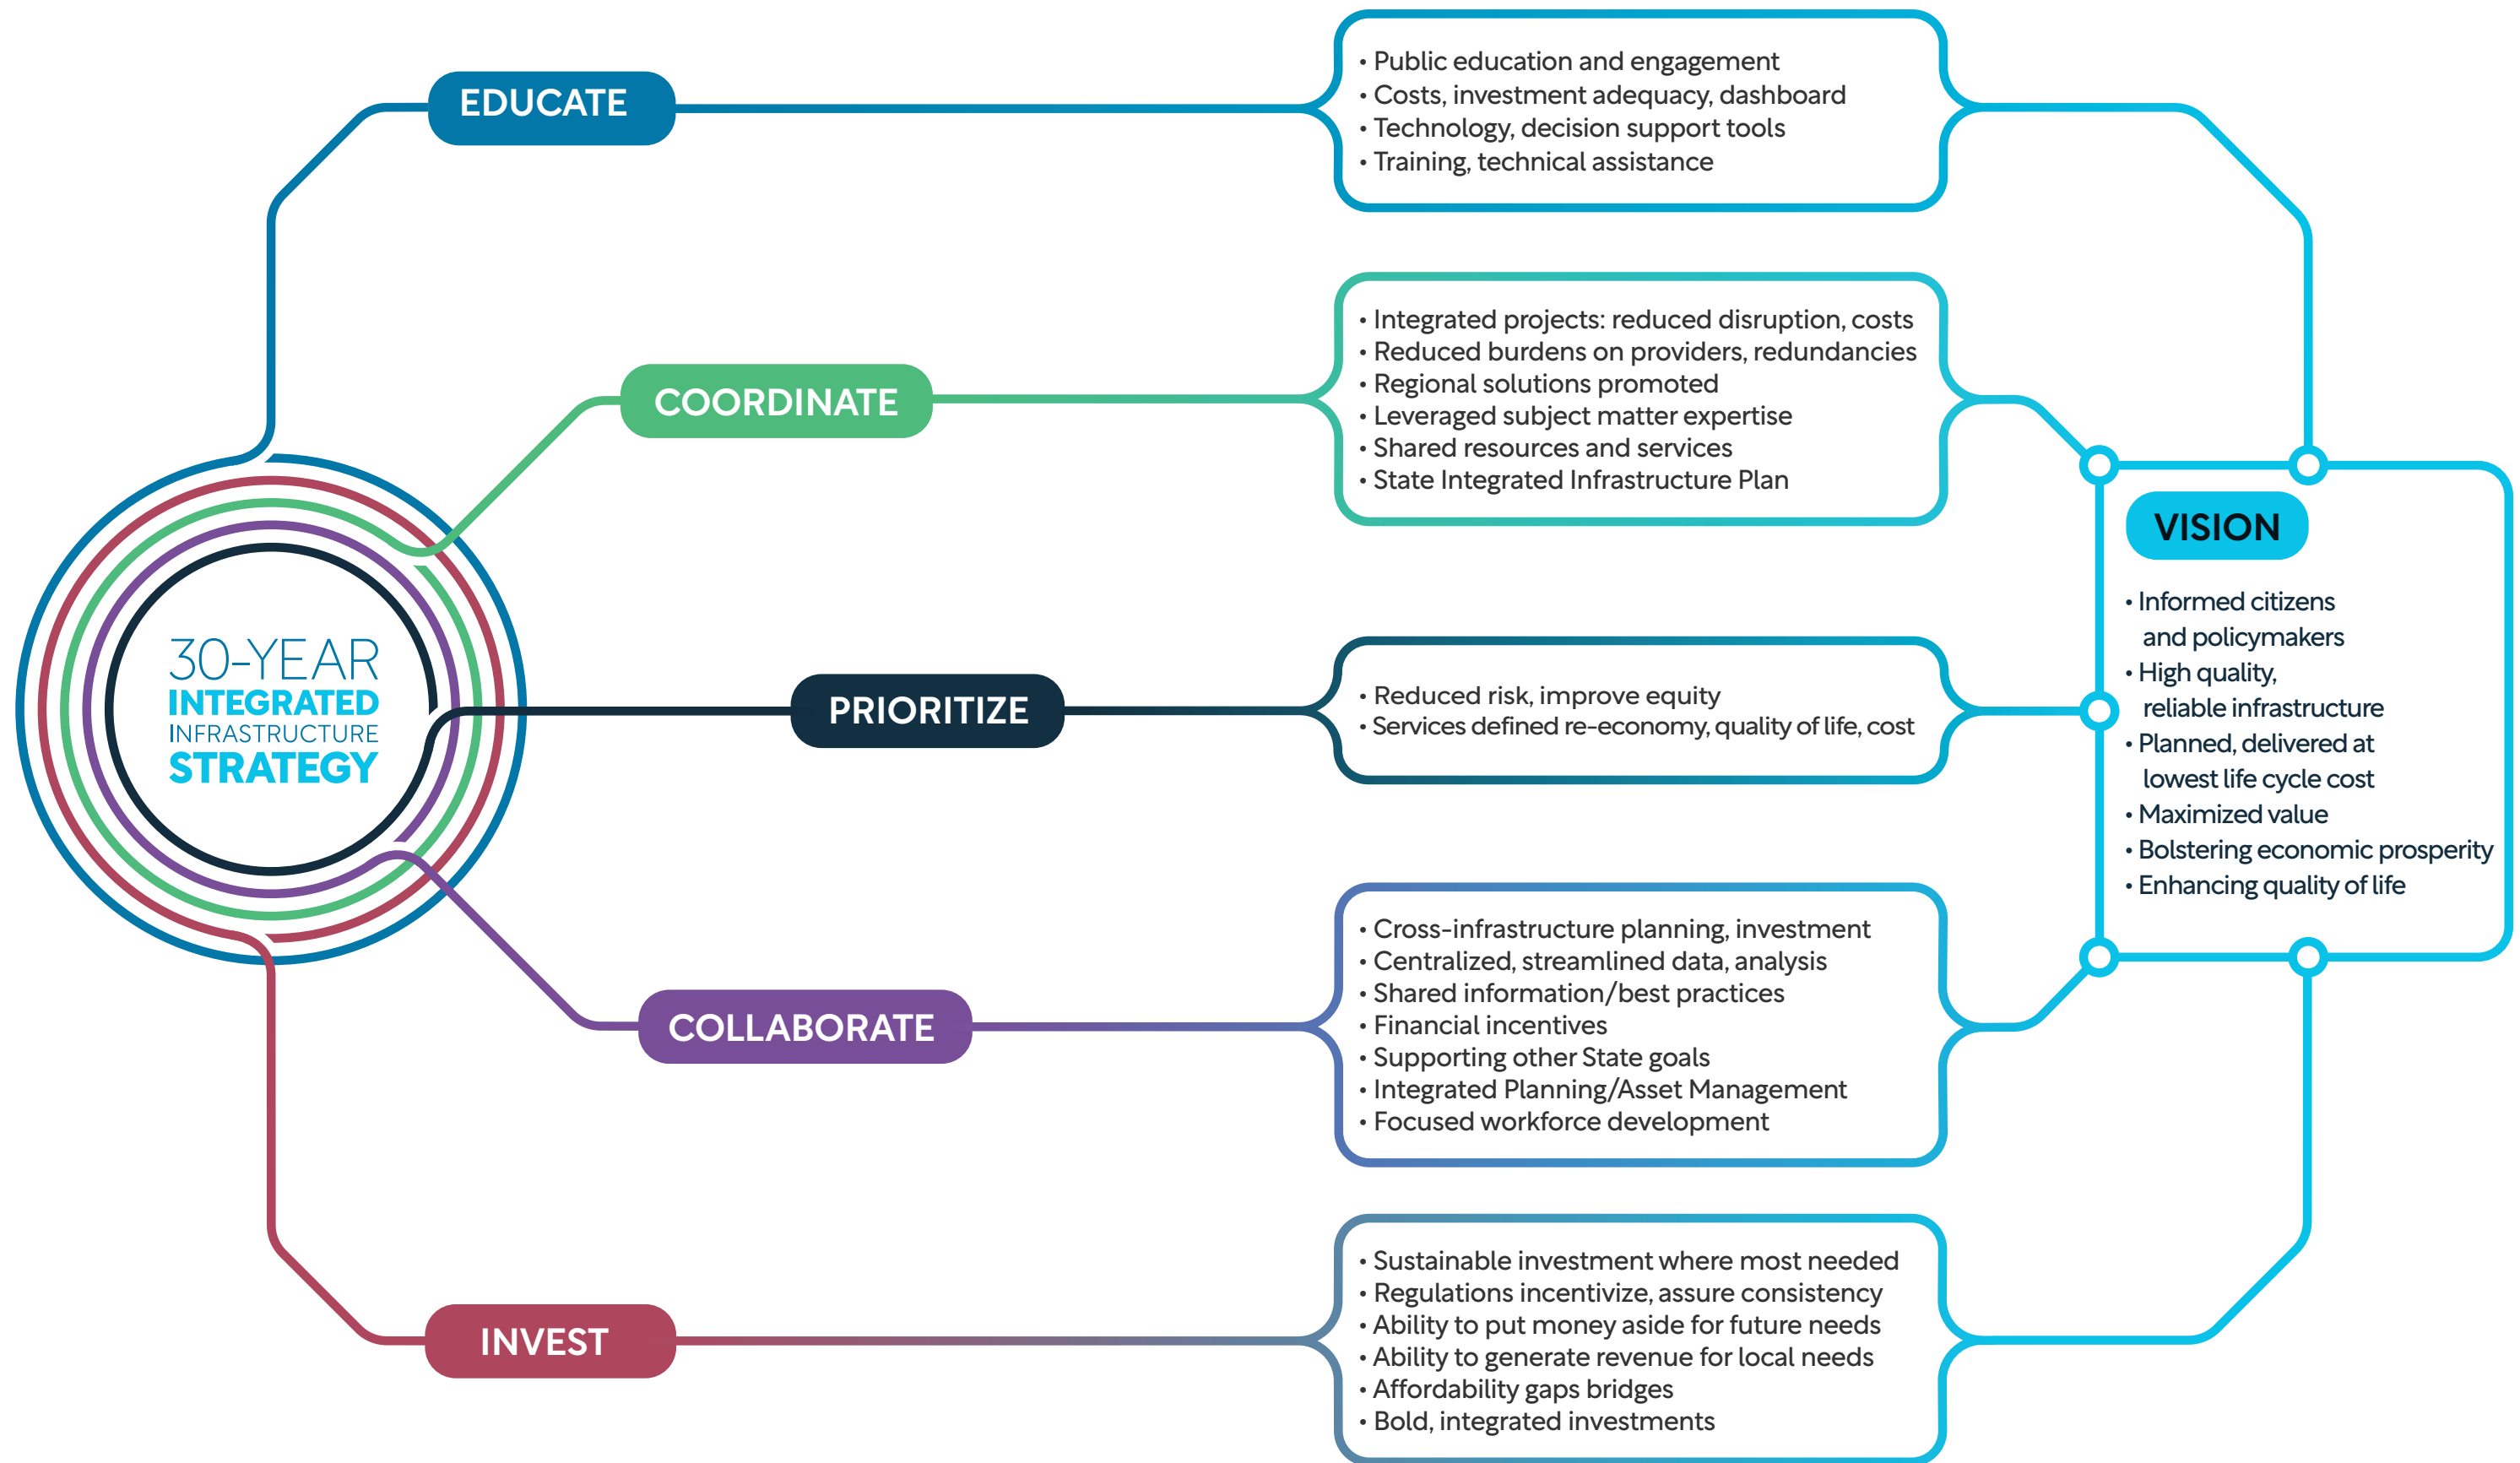 30-YEAR
INTEGRATED
INFRASTRUCTURE
STRATEGY
EDUCATE
• Public education and engagement
• Costs, investment adequacy, dashboard
• Technology, decision support tools
• Training, technical assistance
COORDINATE
• Integrated projects: reduced disruption, costs
• Reduced burdens on providers, redundancies
• Regional solutions promoted
• Leveraged subject matter expertise
• Shared resources and services
• State Integrated Infrastructure Plan
PRIORITIZE
• Reduced risk, improve equity
• Services defined re-economy, quality of life, cost
COLLABORATE
• Cross-infrastructure planning, investment
• Centralized, streamlined data, analysis
• Shared information/best practices
• Financial incentives
• Supporting other State goals
• Integrated Planning/Asset Management
• Focused workforce development
INVEST
• Sustainable investment where most needed
• Regulations incentivize, assure consistency
• Ability to put money aside for future needs
• Ability to generate revenue for local needs
• Affordability gaps bridges
• Bold, integrated investments
VISION
• Informed citizens
and policymakers
• High quality,
reliable infrastructure
• Planned, delivered at
lowest life cycle cost
• Maximized value
• Bolstering economic prosperity
• Enhancing quality of life